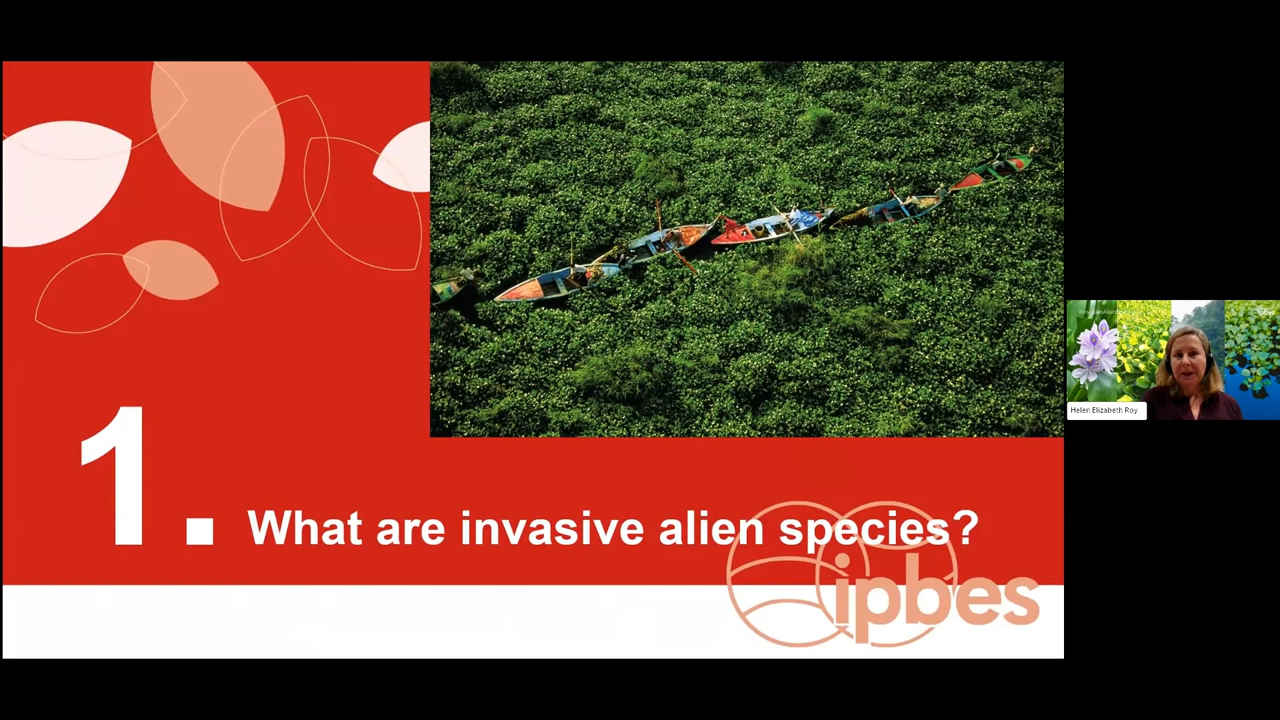 1. What are invasive alien species?
ipbes
Helen Elizabeth Roy